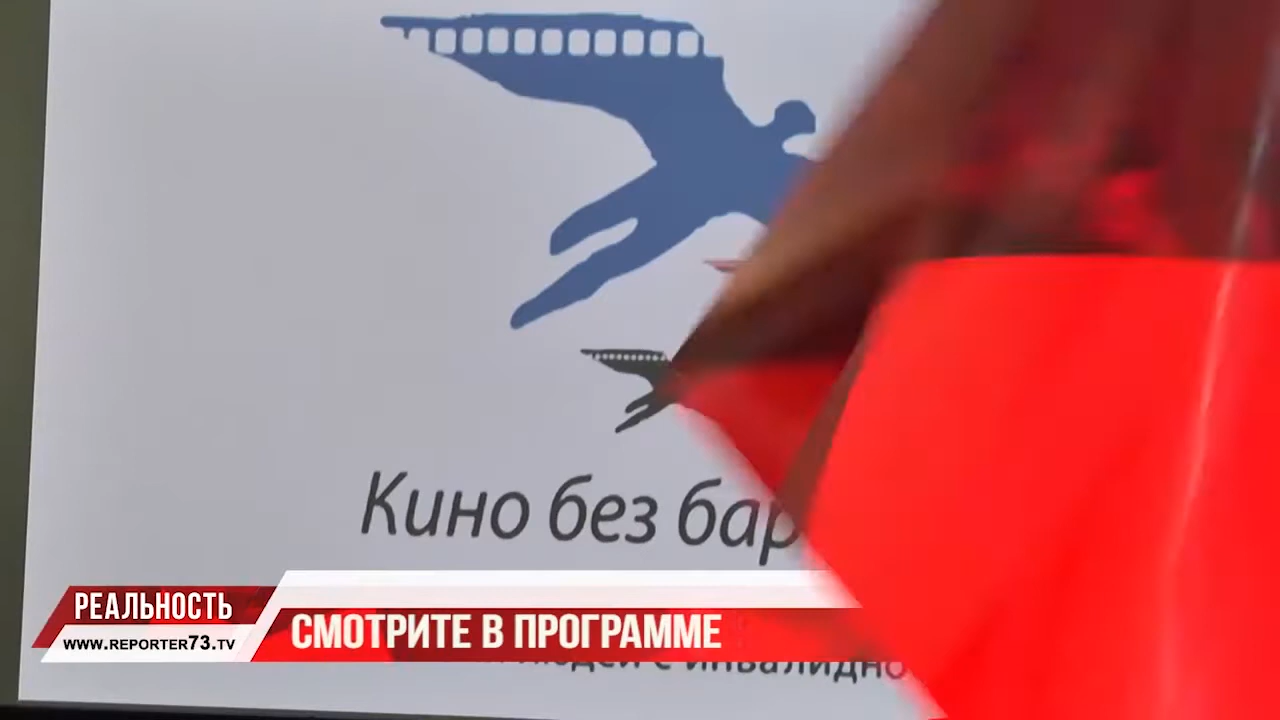 Кино без бар
РЕАЛЬНОСТЬ
СМОТРИТЕ В ПРОГРАММЕ
WWW.REPORTER73.TV